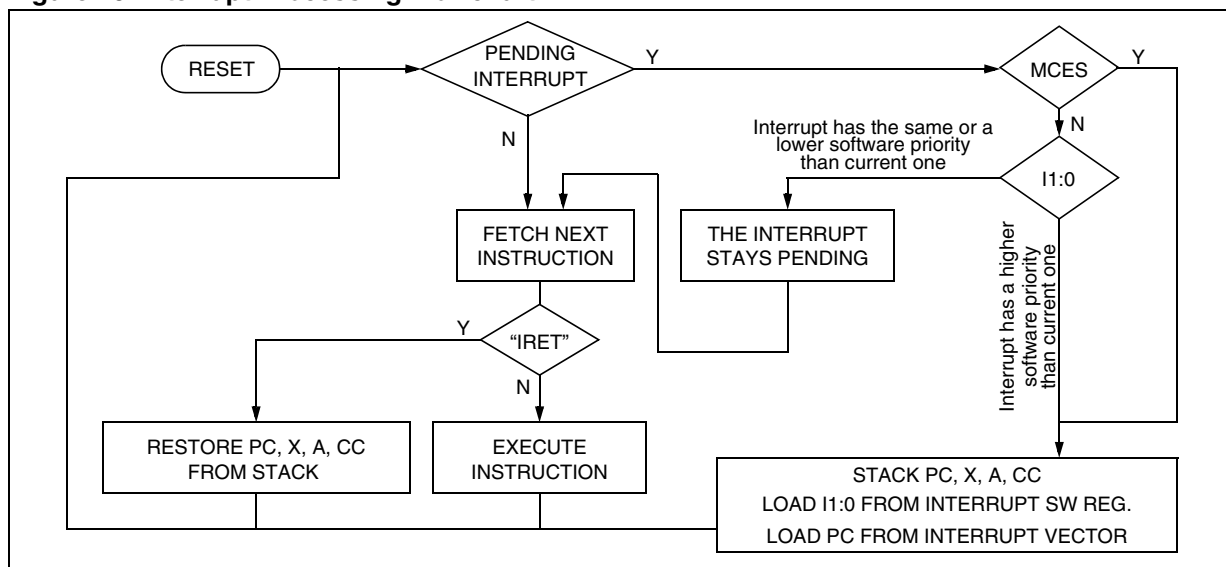 RESET
PENDING
INTERRUPT
Y
MCES
Y
N
N
Interrupt has the same or a
lower software priority
than current one
I1:0
FETCH NEXT
INSTRUCTION
THE INTERRUPT
STAYS PENDING
Interrupt has a higher
software priority
than current one
Y
“IRET”
N
RESTORE PC, X, A, CC
FROM STACK
EXECUTE
INSTRUCTION
STACK PC, X, A, CC
LOAD I1:0 FROM INTERRUPT SW REG.
LOAD PC FROM INTERRUPT VECTOR